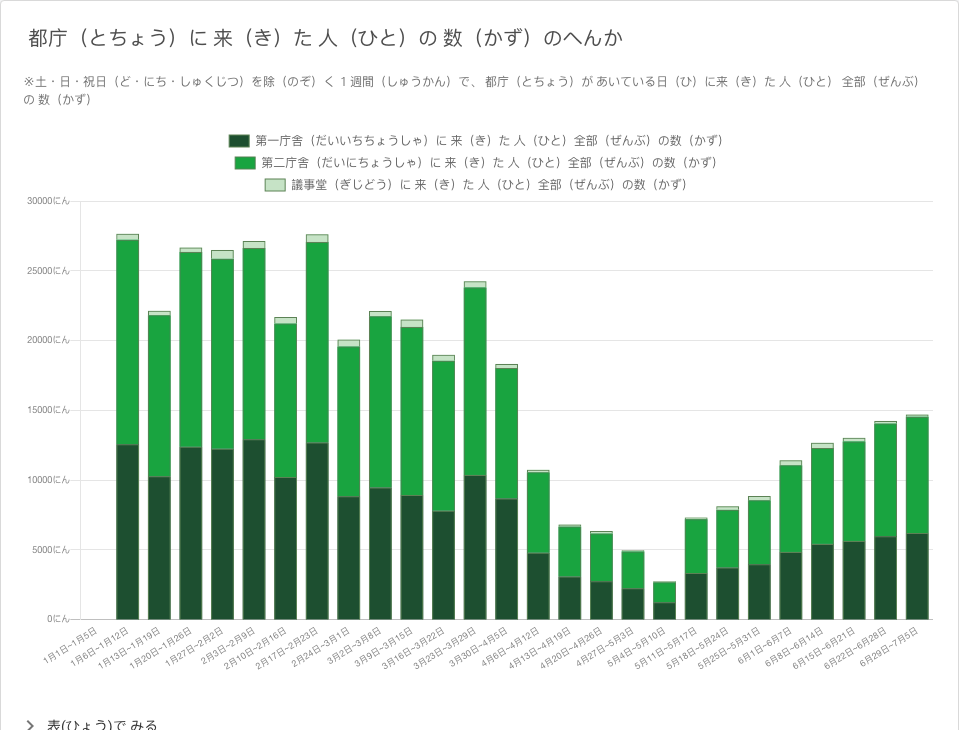 都庁（とちょう）に 来（き）た 人（ひと）の 数（かず）のへんか
※土・日・祝日（ど・にち・しゅくじつ）を除（のぞ）く 1 週間（しゅうかん）で、 都庁（とちょう）が あいている日（ひ）に来（き）た 人（ひと） 全部（ぜんぶ）
の 数（かず）
第一庁舎（だいいちちょうしゃ）に 来（き）た 人（ひと）全部（ぜんぶ）の数（かず）
第二庁舎（だいにちょうしゃ）に 来（き）た 人（ひと）全部（ぜんぶ）の数（かず）
議事堂（ぎじどう）に 来（き）た 人（ひと）全部（ぜんぶ）の数（かず）
30000にん
25000にん
20000にん
15000にん
10000にん
5000にん
0にん
1月1日~1月5日
1月6日~1月12日
1月13日~1月19日
1月20日~1月26日
1月27日~2月2日
2月3日~2月9日
2月10日~2月16日
2月17日~2月23日
2月24日~3月1日
3月2日~3月8日
3月9日~3月15日
3月16日~3月22日
3月23日~3月29日
3月30日~4月5日
4月6日~4月12日
4月13日~4月19日
4月20日~4月26日
4月27日~5月3日
5月4日~5月10日
5月11日~5月17日
5月18日~5月24日
5月25日~5月31日
6月1日~6月7日
6月8日~6月14日
6月15日~6月21日
6月22日~6月28日
6月29日~7月5日
表(ひょう)で みる